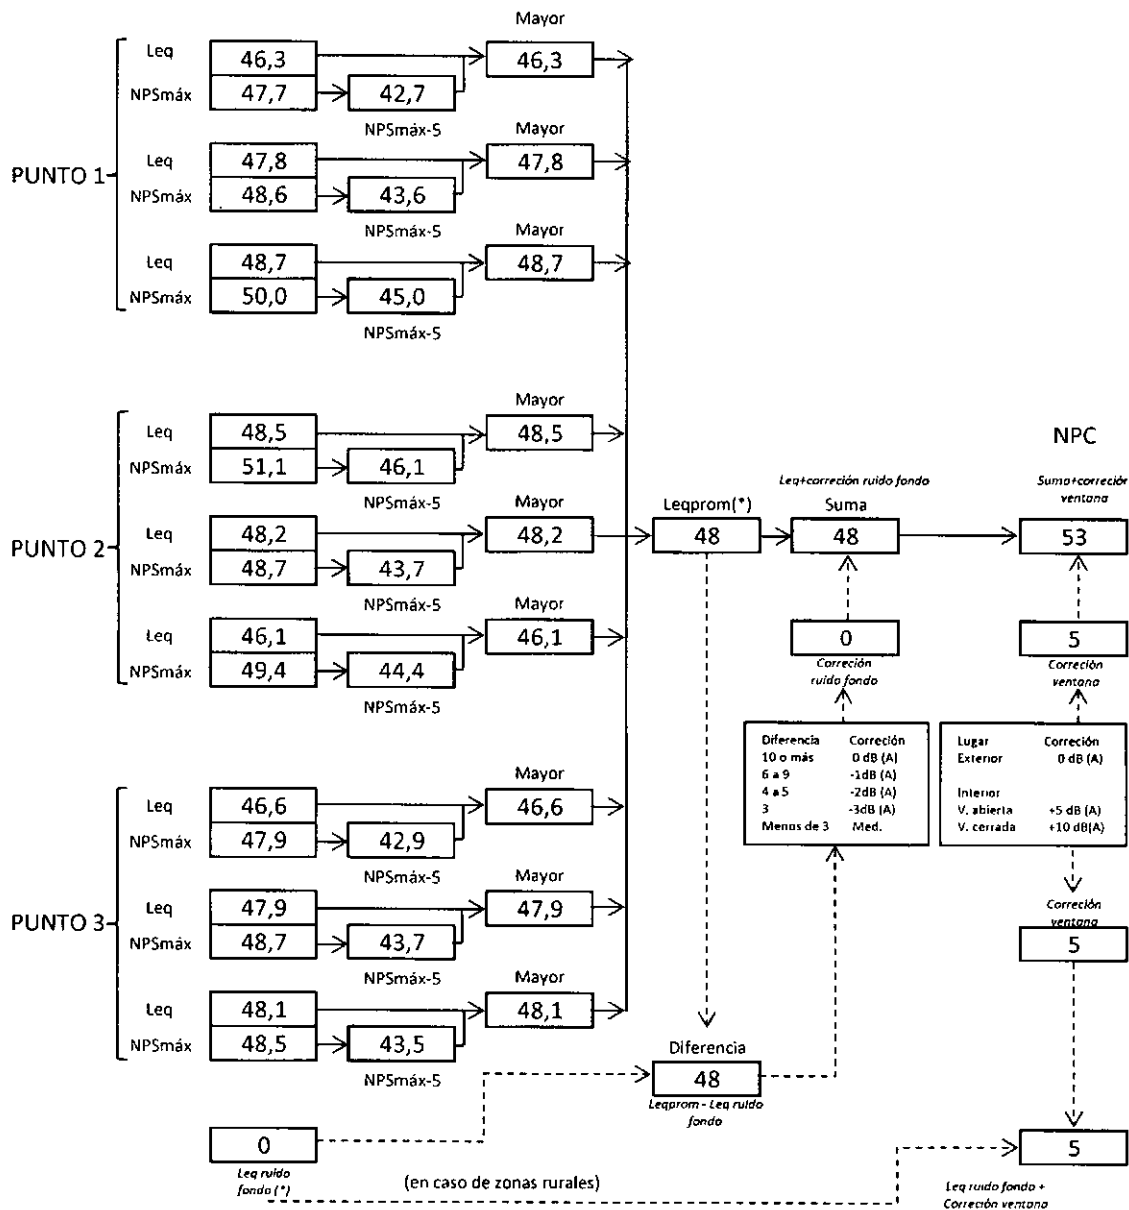 Mayor
Leq 46,3 46,3
NPSmáx 47,7 42,7
NPSmáx-5
Mayor
Leq 47,8 47,8
PUNTO 1
NPSmáx 48,6 43,6
NPSmáx-5
Mayor
Leq 48,7 48,7
NPSmáx 50,0 45,0
NPSmáx-5
Mayor
Leq 48,5 48,5
NPSmáx 51,1 46,1
NPSmáx-5
Mayor
Leq 48,2 48,2
PUNTO 2
NPSmáx 48,7 43,7
NPSmáx-5
Mayor
Leq 46,1 46,1
NPSmáx 49,4 44,4
NPSmáx-5
Mayor
Leq 46,6 46,6
NPSmáx 47,9 42,9
NPSmáx-5
Mayor
Leq 47,9 47,9
PUNTO 3
NPSmáx 48,7 43,7
NPSmáx-5
Mayor
Leq 48,1 48,1
NPSmáx 48,5 43,5
NPSmáx-5
0
Leq ruido
fondo (*)
(en caso de zonas rurales)
Leqprom(*)
48
Diferencia
48
Leqprom - Leq ruido
fondo
Leq+correción ruido fondo
Suma
48
0
Correción
ruido fondo
Diferencia Correción
10 o más 0 dB (A)
6 a 9 -1dB (A)
4 a 5 -2dB (A)
3 -3dB (A)
Menos de 3 Med.
NPC
Suma+correción
ventana
53
5
Correción
ventana
Lugar Correción
Exterior 0 dB (A)
Interior
V. abierta +5 dB (A)
V. cerrada +10 dB(A)
Correción
ventana
5
5
Leq ruido fondo +
Correción ventana